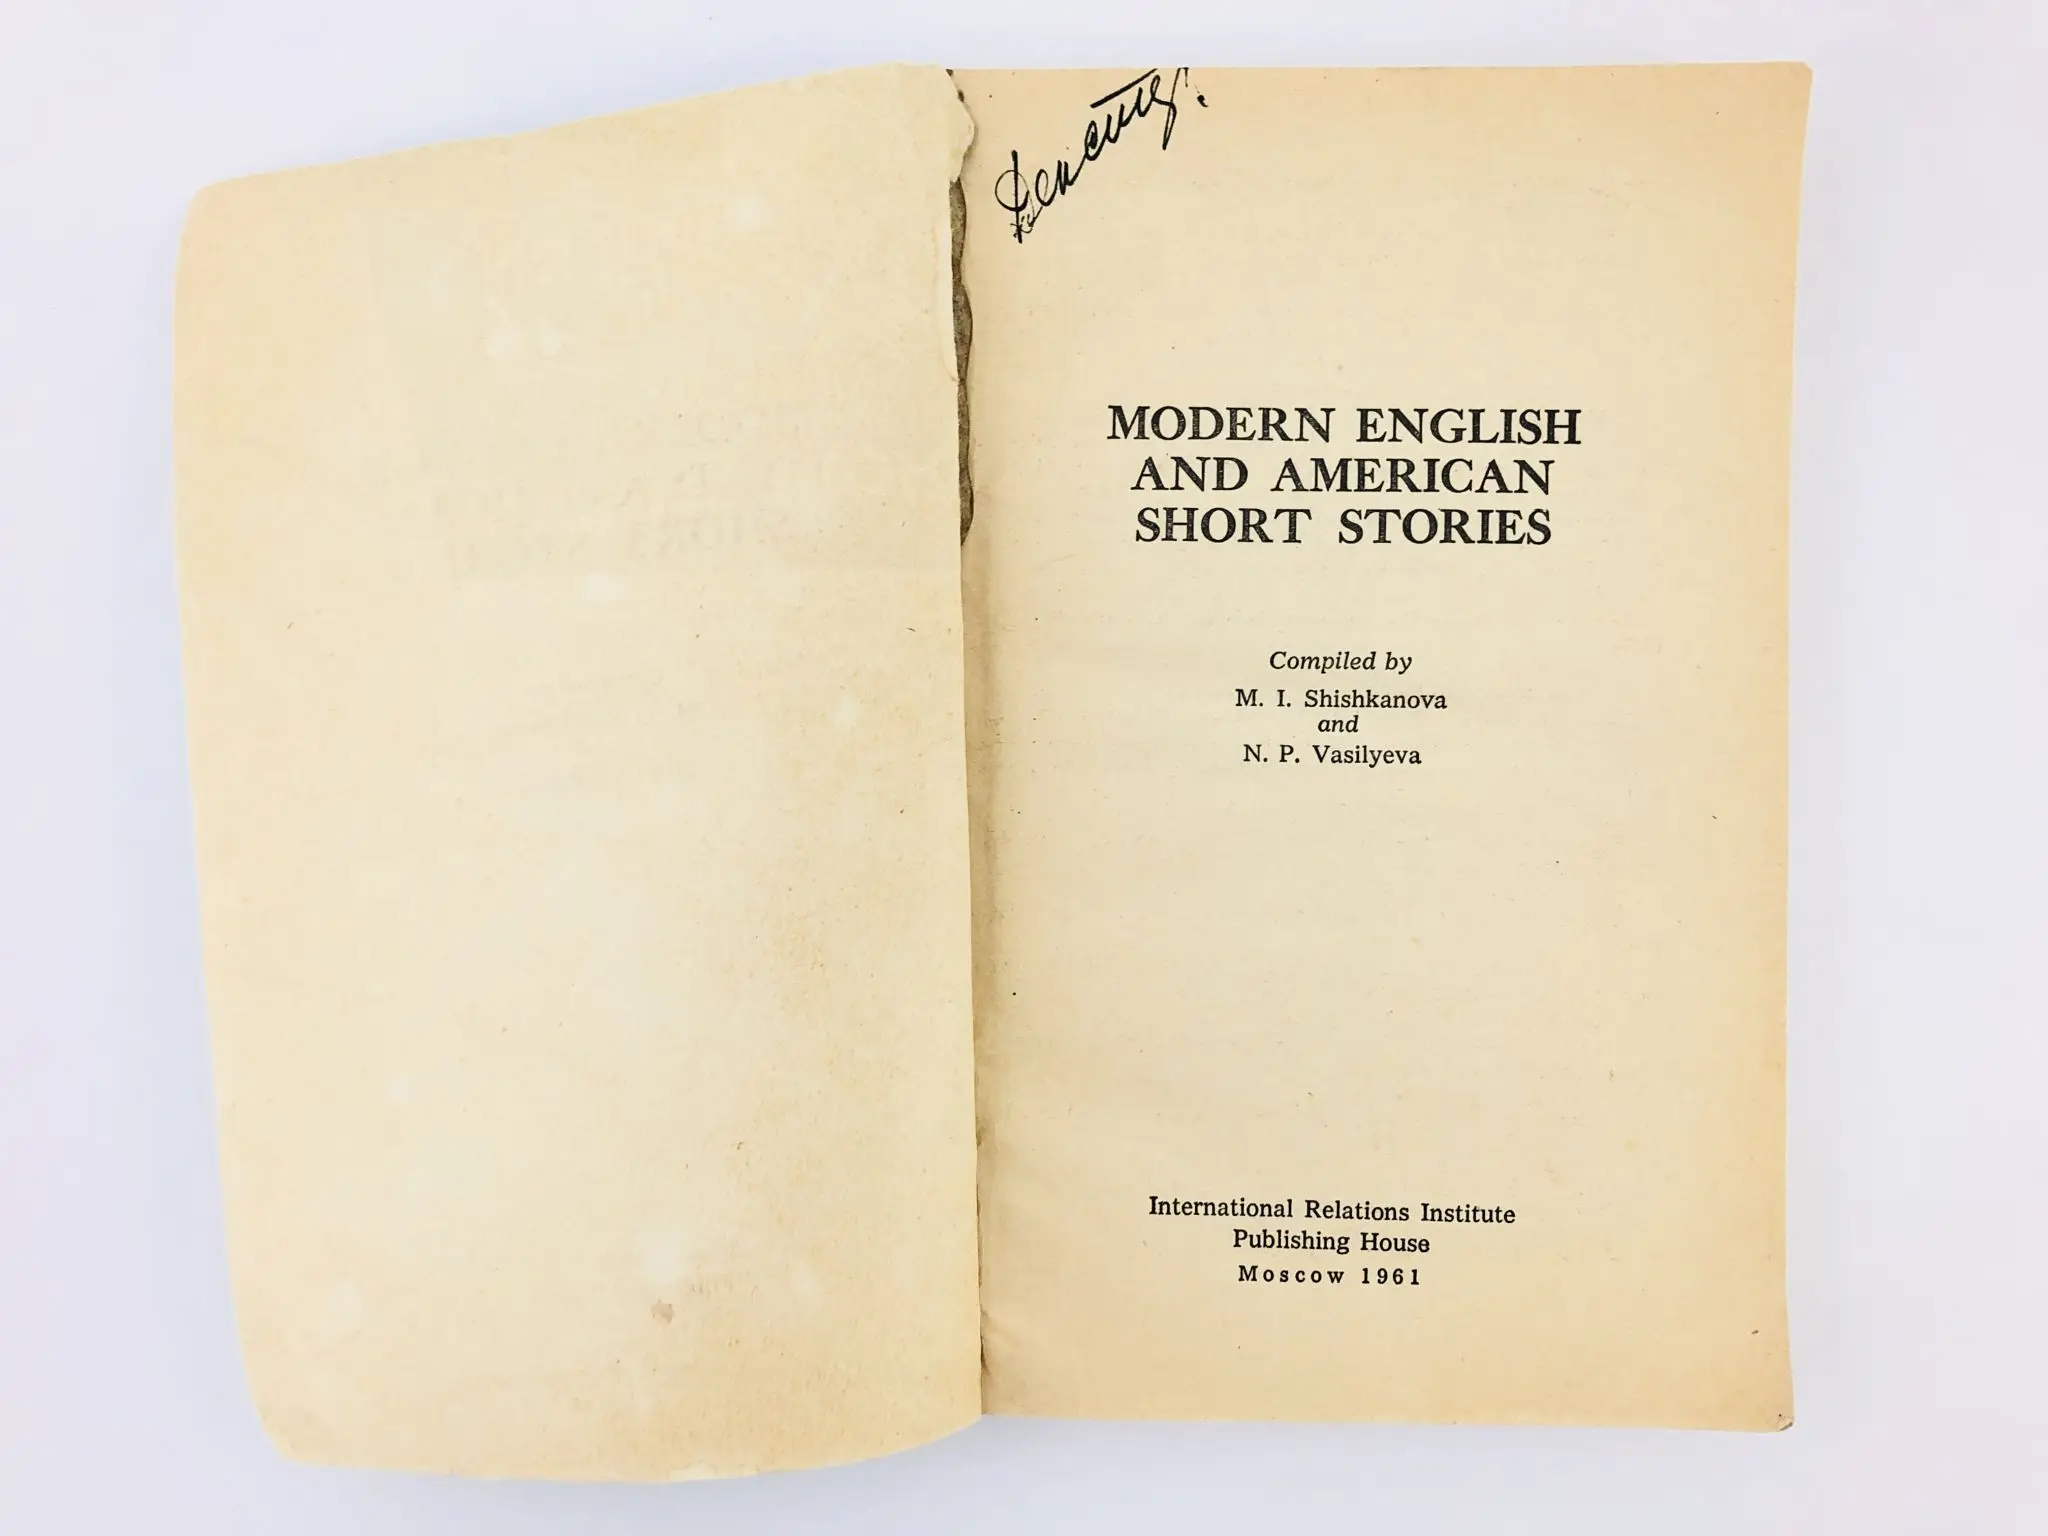 MODERN ENGLISH
AND AMERICAN
SHORT STORIES
Compiled by
M. I. Shishkanova
and
N. P. Vasilyeva
International Relations Institute
Publishing House
Moscow 1961